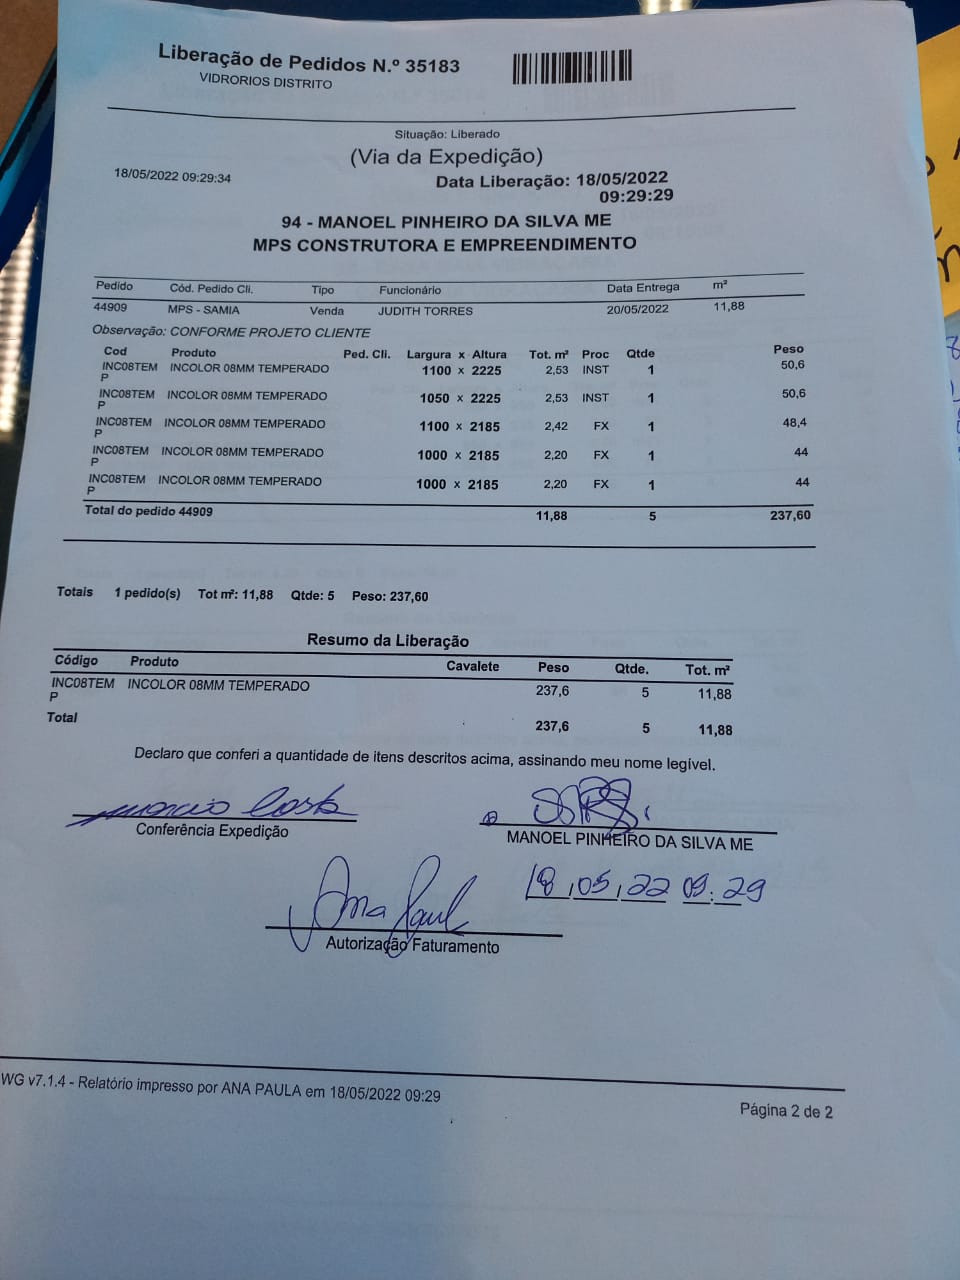 Liberação de Pedidos N.º 35183
VIDRORIOS DISTRITO
Situação: Liberado
(Via da Expedição)
18/05/2022 09:29:34
Data Liberação: 18/05/2022
09:29:29
94 - MANOEL PINHEIRO DA SILVA ME
MPS CONSTRUTORA E EMPREENDIMENTO
Pedido Cód. Pedido Cli. Tipo Funcionário Data Entrega m²
44909 MPS - SAMIA Venda JUDITH TORRES 20/05/2022 11,88
Observação: CONFORME PROJETO CLIENTE
Cod Produto Ped. Cli. Largura x Altura Tot. m² Proc Qtde Peso
INC08TEM INCOLOR 08MM TEMPERADO 1100 x 2225 2,53 INST 1 50,6
P
INC08TEM INCOLOR 08MM TEMPERADO 1050 x 2225 2,53 INST 1 50,6
P
INC08TEM INCOLOR 08MM TEMPERADO 1100 x 2185 2,42 FX 1 48,4
P
INC08TEM INCOLOR 08MM TEMPERADO 1000 x 2185 2,20 FX 1 44
P
INC08TEM INCOLOR 08MM TEMPERADO 1000 x 2185 2,20 FX 1 44
P
Total do pedido 44909 11,88 5 237,60
Totais 1 pedido(s) Tot m²: 11,88 Qtde: 5 Peso: 237,60
Resumo da Liberação
Código Produto Cavalete Peso Qtde. Tot. m²
INC08TEM INCOLOR 08MM TEMPERADO 237,6 5 11,88
P
Total 237,6 5 11,88
Declaro que conferi a quantidade de itens descritos acima, assinando meu nome legível.
marcio Costa
Conferência Expedição
MANOEL PINHEIRO DA SILVA ME
18/05/22 09:29
Ana Paul
Autorização Faturamento
WG v7.1.4 - Relatório impresso por ANA PAULA em 18/05/2022 09:29
Página 2 de 2